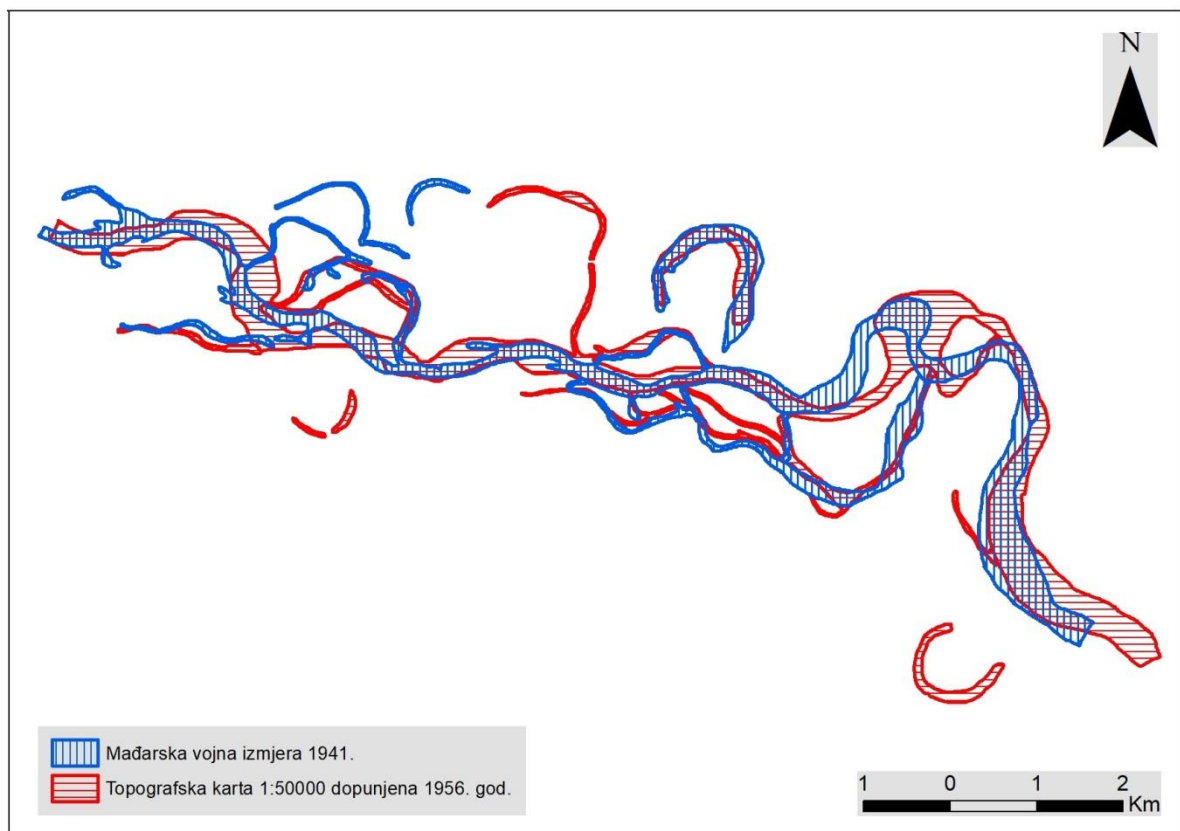 N
Mađarska vojna izmjera 1941.
Topografska karta 1:50000 dopunjena 1956. god.
1 0 1 2
Km